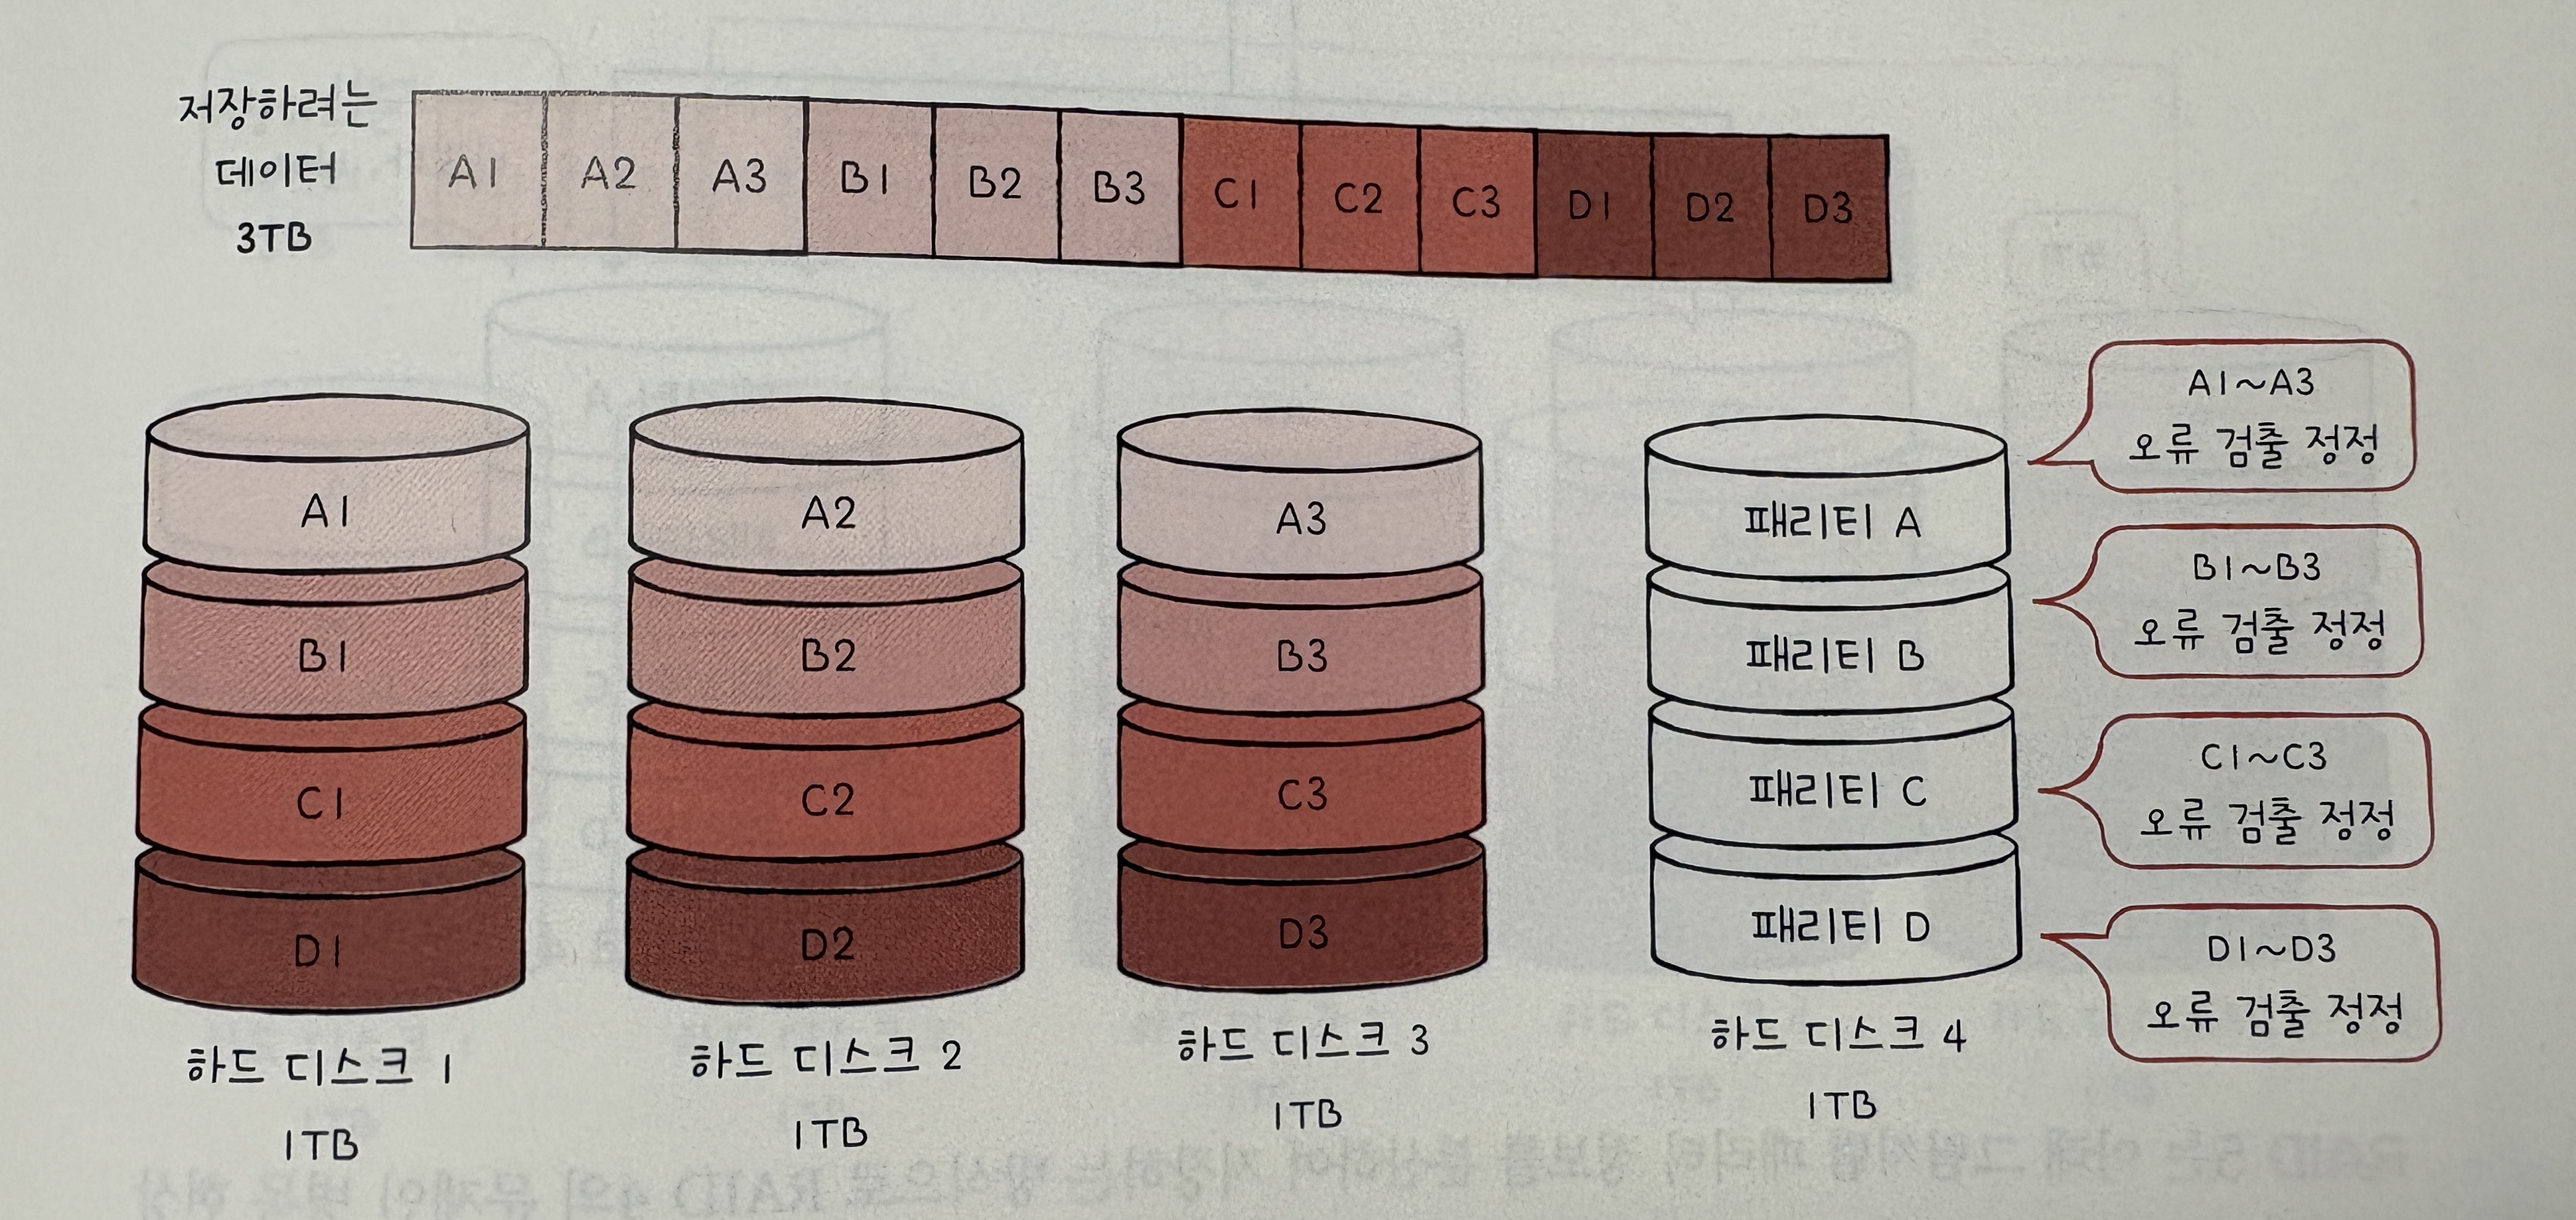 저장하려는
데이터
3TB
A1 A2 A3 B1 B2 B3 C1 C2 C3 D1 D2 D3
A1
B1
C1
D1
하드 디스크 1
1TB
A2
B2
C2
D2
하드 디스크 2
1TB
A3
B3
C3
D3
하드 디스크 3
1TB
패리티 A
패리티 B
패리티 C
패리티 D
하드 디스크 4
1TB
A1~A3
오류 검출 정정
B1~B3
오류 검출 정정
C1~C3
오류 검출 정정
D1~D3
오류 검출 정정